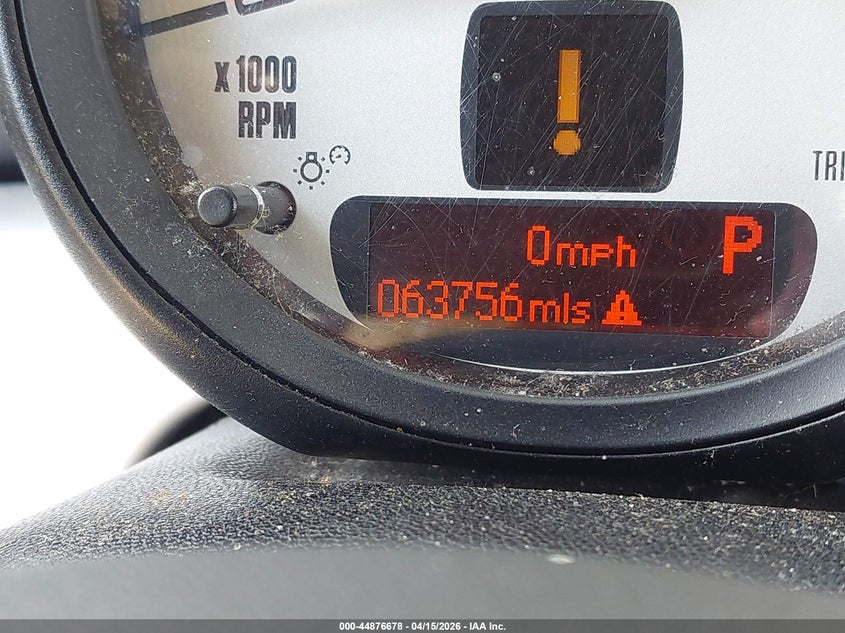 x 1000
RPM
!
TRI
0mph P
063756mls
000-44876678 - 04/15/2026 - IAA Inc.